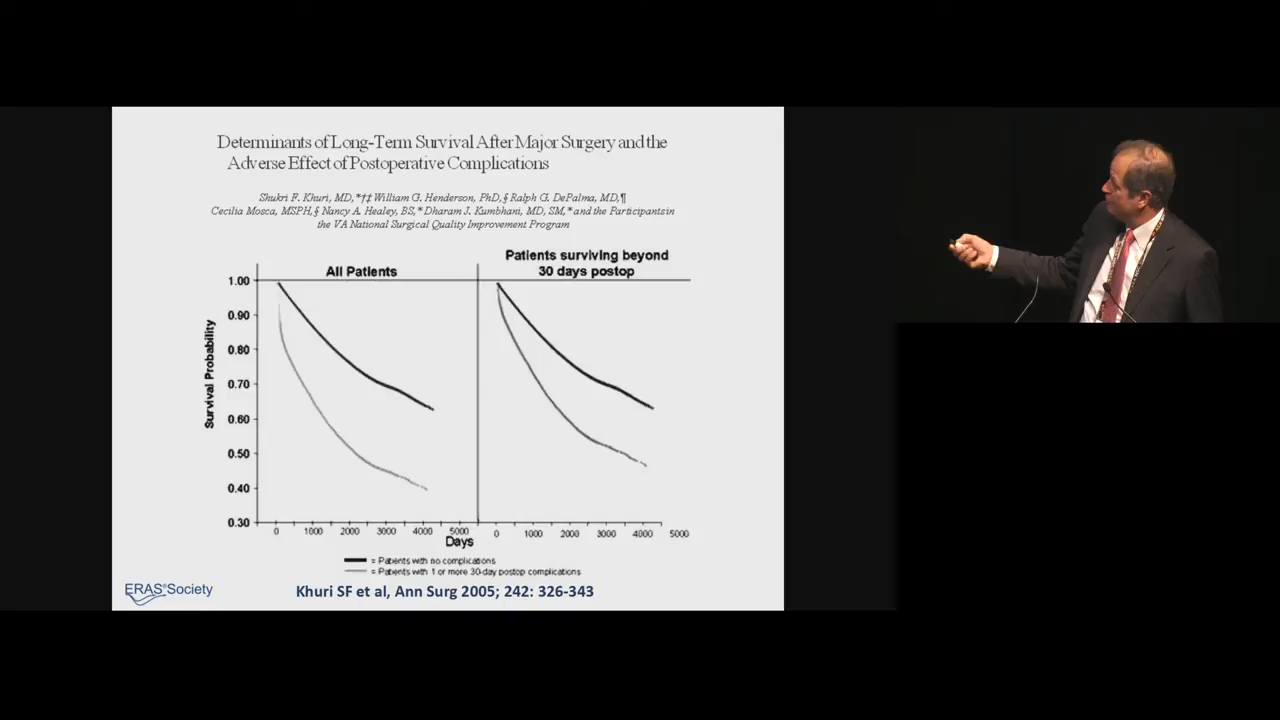 Determinants of Long-Term Survival After Major Surgery and the
Adverse Effect of Postoperative Complications
Shukri F. Khuri, MD,*†‡ William G. Henderson, PhD,§ Ralph G. DePalma, MD,¶
Cecilia Mosca, MSPH,§ Nancy A. Healey, BS,* Dharam J. Kumbhani, MD, SM,* and the Participants in
the VA National Surgical Quality Improvement Program
All Patients
Patients surviving beyond
30 days postop
Survival Probability
1.00
0.90
0.80
0.70
0.60
0.50
0.40
0.30
0 1000 2000 3000 4000 5000
0 1000 2000 3000 4000 5000
Days
= Patients with no complications
= Patients with 1 or more 30-day postop complications
ERAS®Society
Khuri SF et al, Ann Surg 2005; 242: 326-343